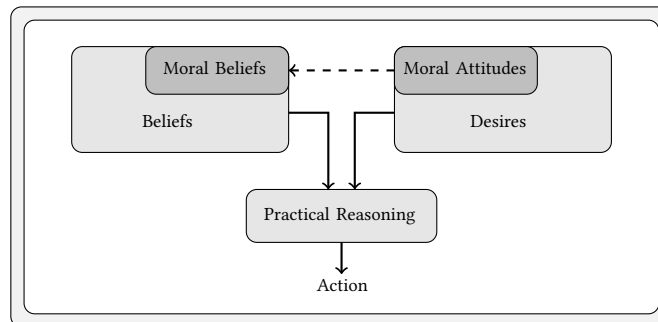 Moral Beliefs Moral Attitudes
Beliefs Desires
Practical Reasoning
Action